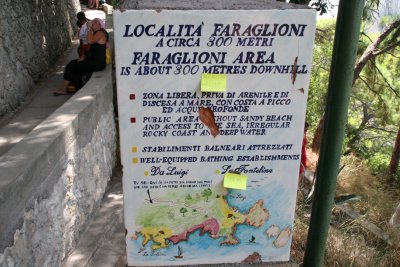 LOCALITÀ FARAGLIONI
A CIRCA 300 METRI
FARAGLIONI AREA
IS ABOUT 300 METRES DOWNHILL
ZONA LIBERA, PRIVA DI ARENILE E DI
DISCESA A MARE, CON COSTA A PICCO
ED ACQUE PROFONDE
PUBLIC AREA WITHOUT SANDY BEACH
AND ACCESS TO THE SEA, IRREGULAR
ROCKY COAST AND DEEP WATER
STABILIMENTI BALNEARI ATTREZZATI
WELL-EQUIPPED BATHING ESTABLISHMENTS
Da Luigi La Fontelina